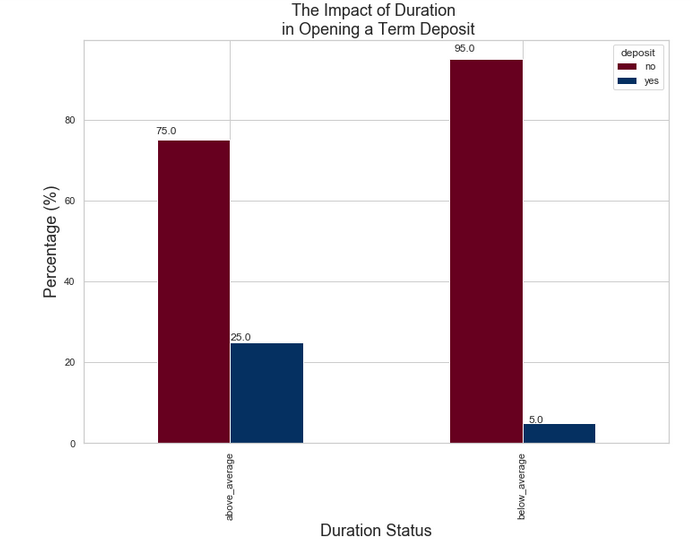 The Impact of Duration
in Opening a Term Deposit
95.0
deposit
no
yes
75.0
25.0
5.0
80
60
40
20
0
Percentage (%)
above_average
below_average
Duration Status